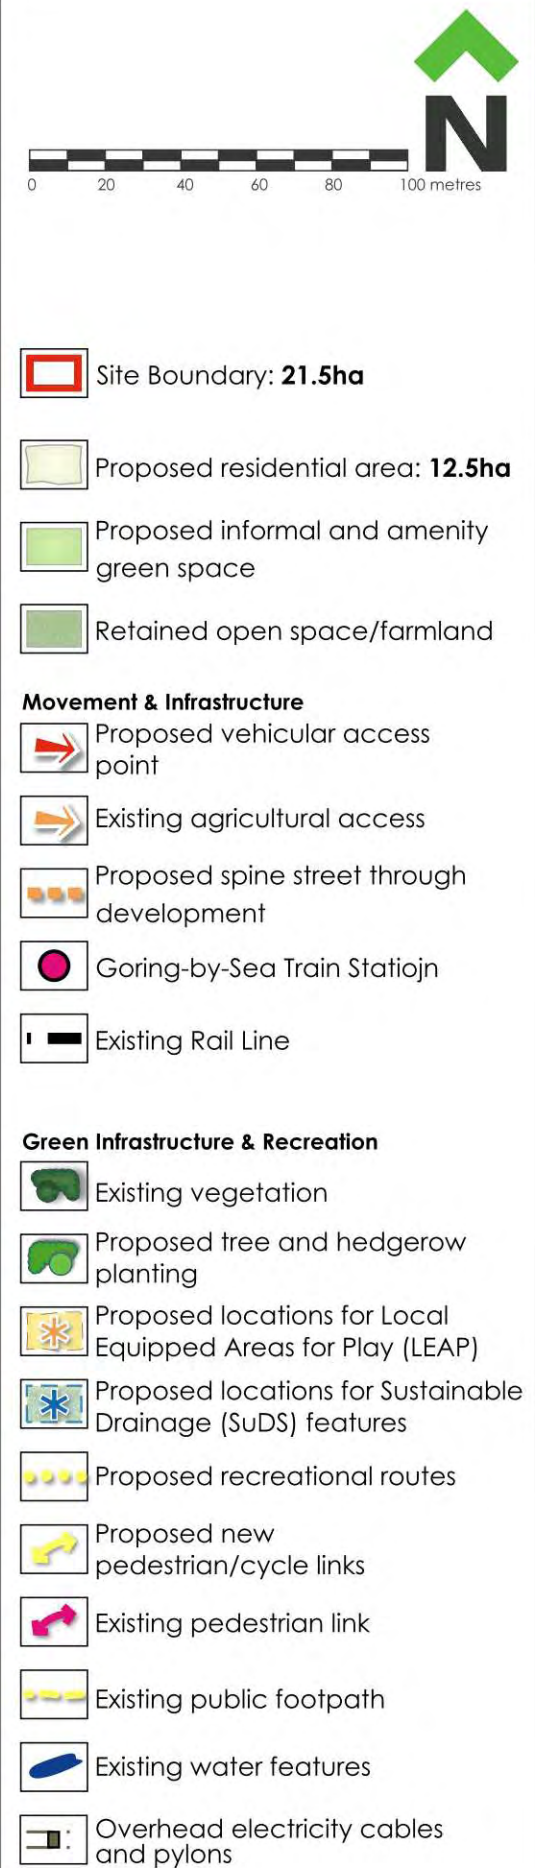 N
0 20 40 60 80 100 metres
Site Boundary: 21.5ha
Proposed residential area: 12.5ha
Proposed informal and amenity
green space
Retained open space/farmland
Movement & Infrastructure
Proposed vehicular access
point
Existing agricultural access
Proposed spine street through
development
Goring-by-Sea Train Statiojn
Existing Rail Line
Green Infrastructure & Recreation
Existing vegetation
Proposed tree and hedgerow
planting
Proposed locations for Local
Equipped Areas for Play (LEAP)
Proposed locations for Sustainable
Drainage (SuDS) features
Proposed recreational routes
Proposed new
pedestrian/cycle links
Existing pedestrian link
Existing public footpath
Existing water features
Overhead electricity cables
and pylons